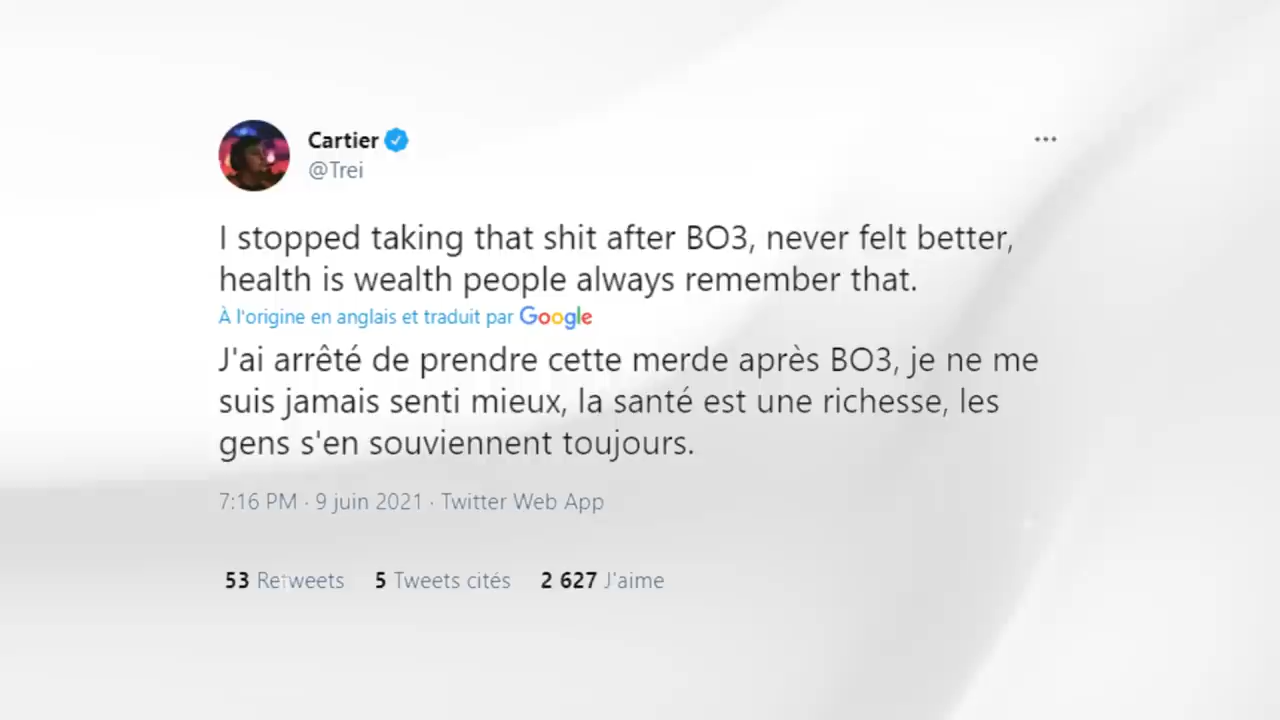 Cartier
@Trei
I stopped taking that shit after BO3, never felt better,
health is wealth people always remember that.
À l'origine en anglais et traduit par Google
J'ai arrêté de prendre cette merde après BO3, je ne me
suis jamais senti mieux, la santé est une richesse, les
gens s'en souviennent toujours.
7:16 PM · 9 juin 2021 · Twitter Web App
53 Retweets 5 Tweets cités 2 627 J'aime